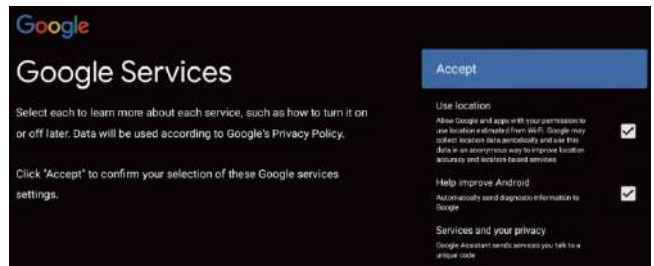 Google
Google Services
Select each to learn more about each service, such as how to turn it on
or off later. Data will be used according to Google's Privacy Policy.
Click "Accept" to confirm your selection of these Google services
settings.
Accept
Use location
Allow Google and apps with your permission to
use location estimated from Wi-Fi. Google may
collect location data periodically and use this
data in an anonymous way to improve location
accuracy and location-based services
Help improve Android
Automatically send diagnostic information to
Google
Services and your privacy
Google Assistant sends services you talk to a
unique code